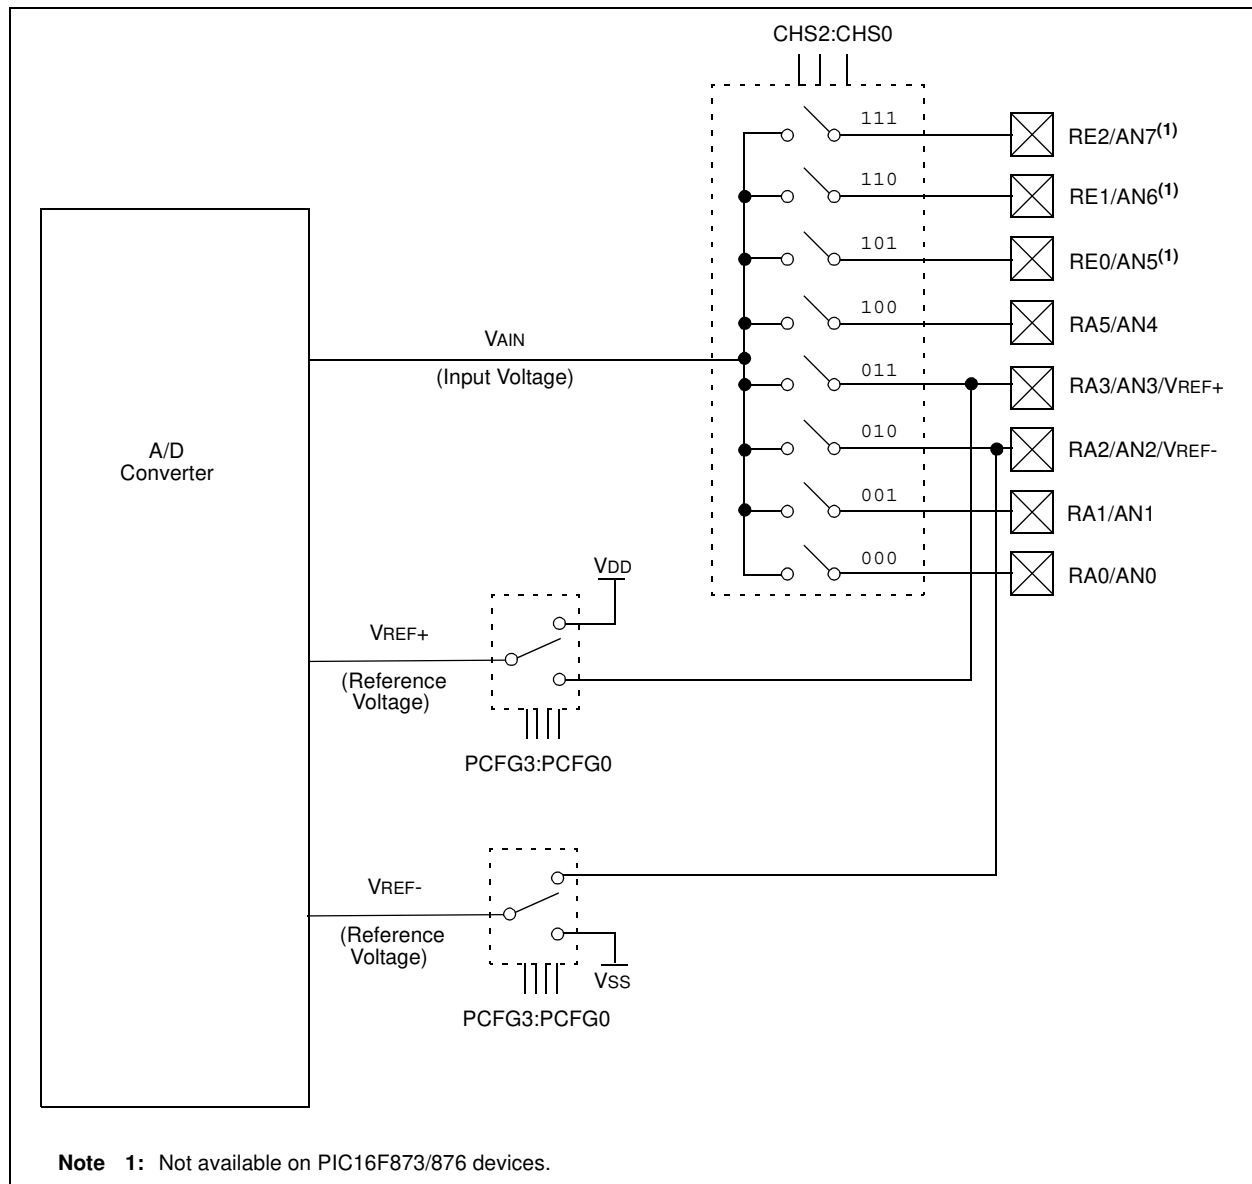 CHS2:CHS0
111
RE2/AN7(1)
110
RE1/AN6(1)
101
RE0/AN5(1)
100
RA5/AN4
VAIN
(Input Voltage)
011
RA3/AN3/VREF+
010
RA2/AN2/VREF-
A/D
Converter
001
RA1/AN1
000
RA0/AN0
VDD
VREF+
(Reference
Voltage)
PCFG3:PCFG0
VREF-
(Reference
Voltage)
VSS
PCFG3:PCFG0
Note 1: Not available on PIC16F873/876 devices.